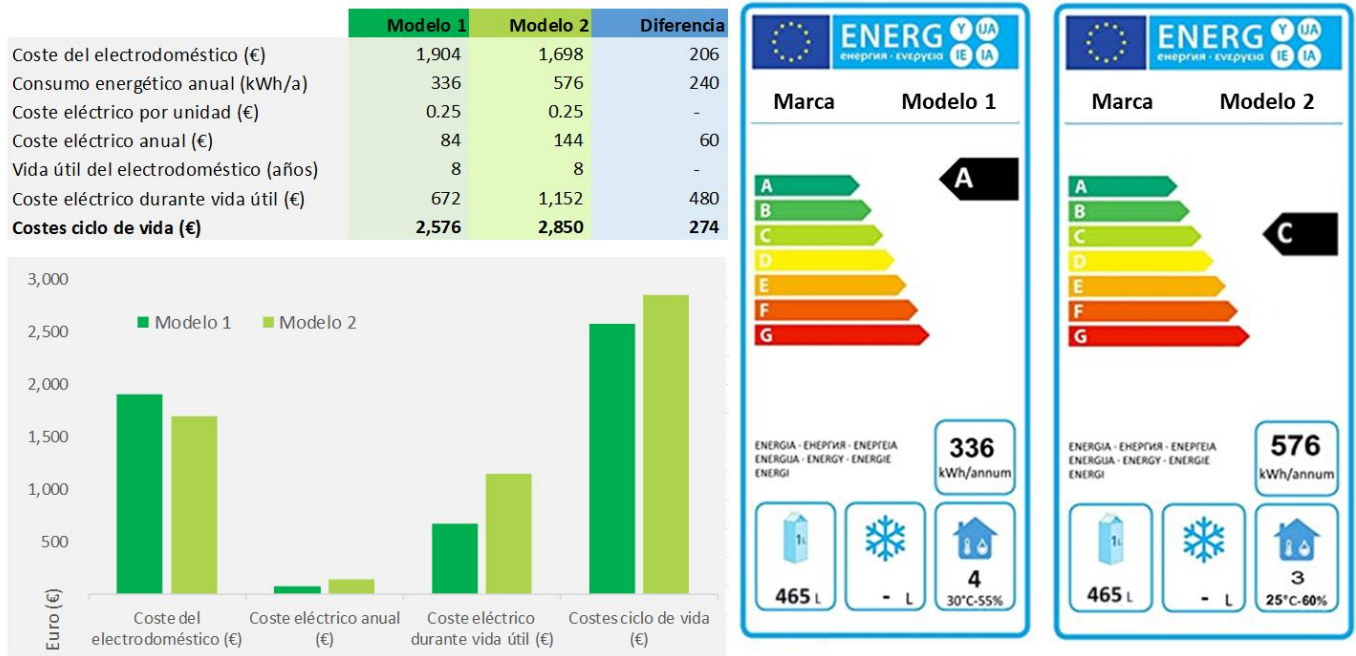 Modelo 1 Modelo 2 Diferencia
Coste del electrodoméstico (€) 1,904 1,698 206
Consumo energético anual (kWh/a) 336 576 240
Coste eléctrico por unidad (€) 0.25 0.25 -
Coste eléctrico anual (€) 84 144 60
Vida útil del electrodoméstico (años) 8 8 -
Coste eléctrico durante vida útil (€) 672 1,152 480
Costes ciclo de vida (€) 2,576 2,850 274
3,000
2,500
2,000
1,500
1,000
500
Euro (€)
Modelo 1 Modelo 2
Coste del
electrodoméstico (€)
Coste eléctrico anual
(€)
Coste eléctrico
durante vida útil (€)
Costes ciclo de vida
(€)
ENERG Y UA
енергия · ενεργεια IE IA
Marca Modelo 1
A
A
B
C
D
E
F
G
ENERGIA · ЕНЕРГИЯ · ΕΝΕΡΓΕΙΑ
ENERGIJA · ENERGY · ENERGIE
ENERGI
336
kWh/annum
1L
465 L
- L
4
30°C-55%
ENERG Y UA
енергия · ενεργεια IE IA
Marca Modelo 2
A
B
C
C
D
E
F
G
ENERGIA · ЕНЕРГИЯ · ΕΝΕΡΓΕΙΑ
ENERGIJA · ENERGY · ENERGIE
ENERGI
576
kWh/annum
1L
465 L
- L
3
25°C-60%